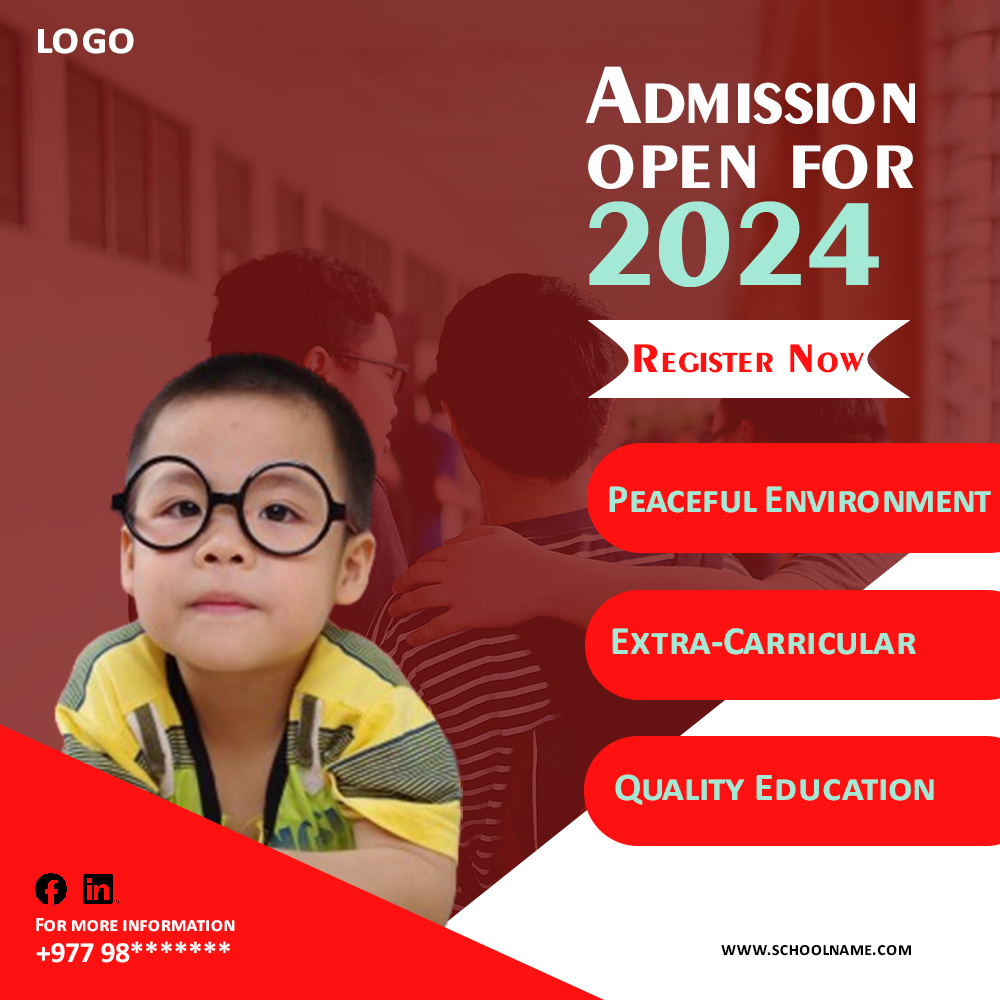 LOGO
ADMISSION
OPEN FOR
2024
REGISTER NOW
PEACEFUL ENVIRONMENT
EXTRA-CARRICULAR
QUALITY EDUCATION
FOR MORE INFORMATION
+977 98*******
WWW.SCHOOLNAME.COM